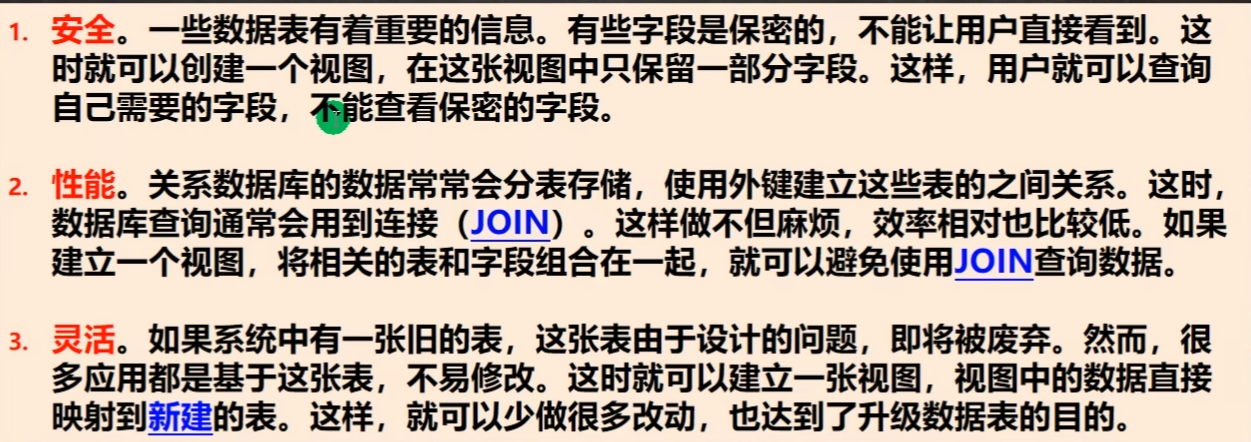 1. 安全。一些数据表有着重要的信息。有些字段是保密的，不能让用户直接看到。这
时就可以创建一个视图，在这张视图中只保留一部分字段。这样，用户就可以查询
自己需要的字段，不能查看保密的字段。
2. 性能。关系数据库的数据常常会分表存储，使用外键建立这些表的之间关系。这时，
数据库查询通常会用到连接（JOIN）。这样做不但麻烦，效率相对也比较低。如果
建立一个视图，将相关的表和字段组合在一起，就可以避免使用JOIN查询数据。
3. 灵活。如果系统中有一张旧的表，这张表由于设计的问题，即将被废弃。然而，很
多应用都是基于这张表，不易修改。这时就可以建立一张视图，视图中的数据直接
映射到新建的表。这样，就可以少做很多改动，也达到了升级数据表的目的。